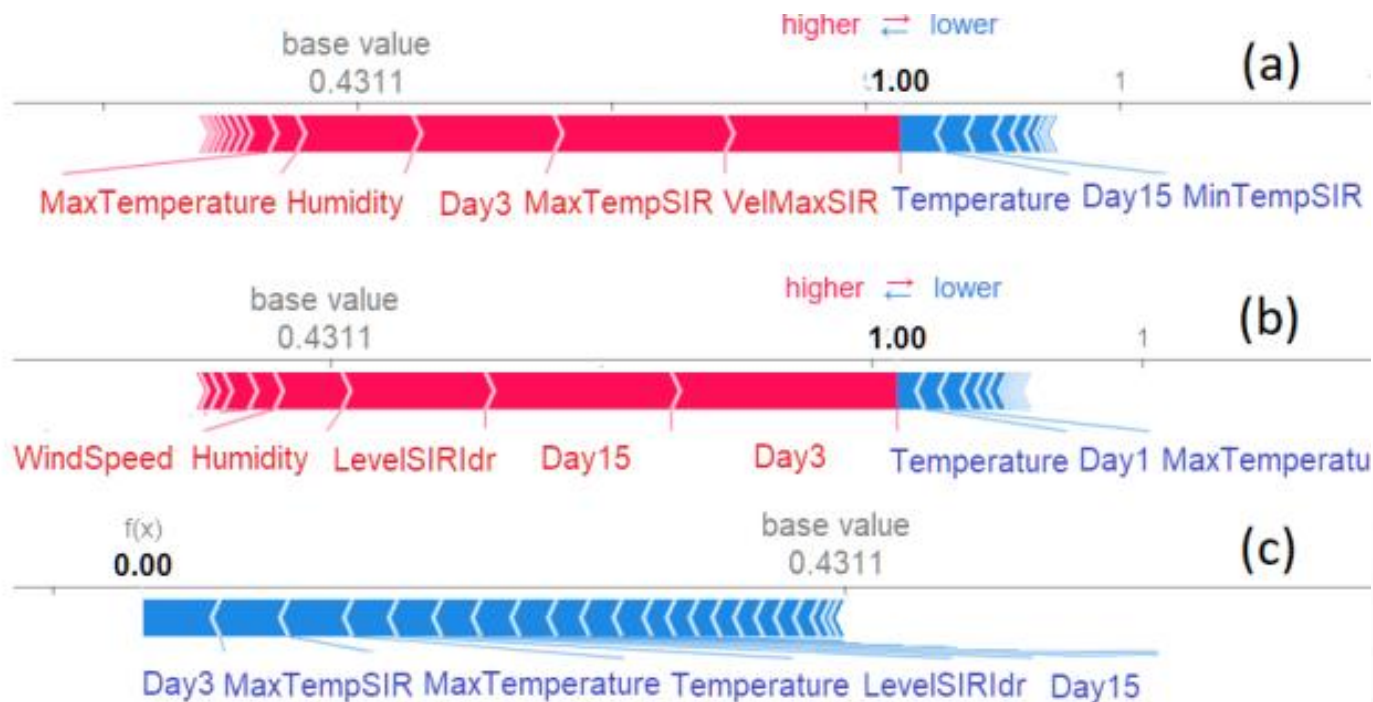 higher ⇄ lower
base value
0.4311 1.00 1 (a)
MaxTemperature Humidity Day3 MaxTempSIR VelMaxSIR Temperature Day15 MinTempSIR
higher ⇄ lower
base value
0.4311 1.00 1 (b)
WindSpeed Humidity LevelSIRIdr Day15 Day3 Temperature Day1 MaxTemperatu
f(x) base value
0.00 0.4311 (c)
Day3 MaxTempSIR MaxTemperature Temperature LevelSIRIdr Day15